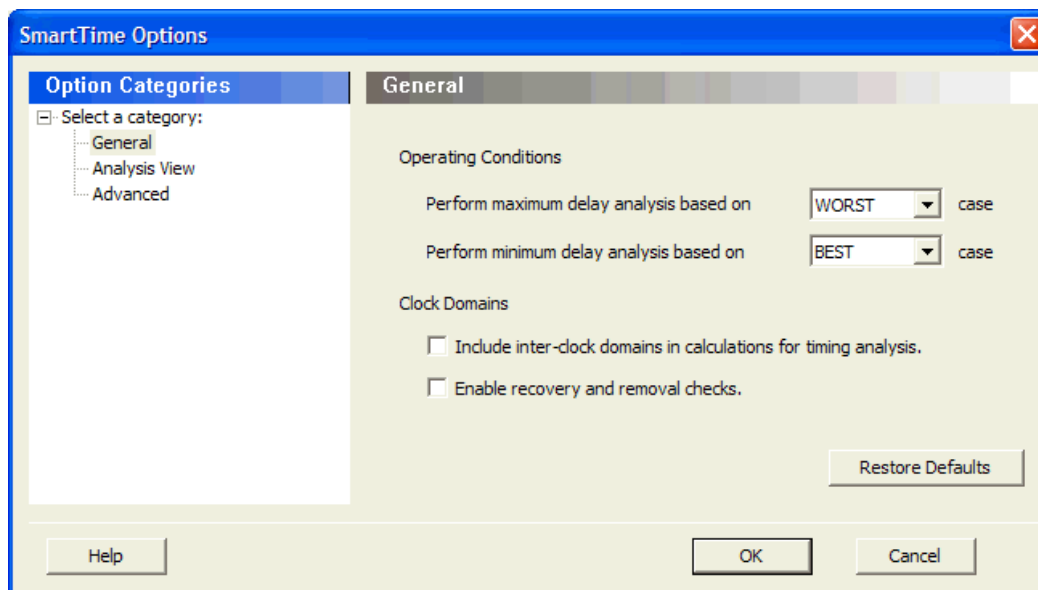 SmartTime Options
Option Categories
General
Select a category:
General
Analysis View
Advanced
Operating Conditions
Perform maximum delay analysis based on WORST case
Perform minimum delay analysis based on BEST case
Clock Domains
Include inter-clock domains in calculations for timing analysis.
Enable recovery and removal checks.
Restore Defaults
Help
OK
Cancel